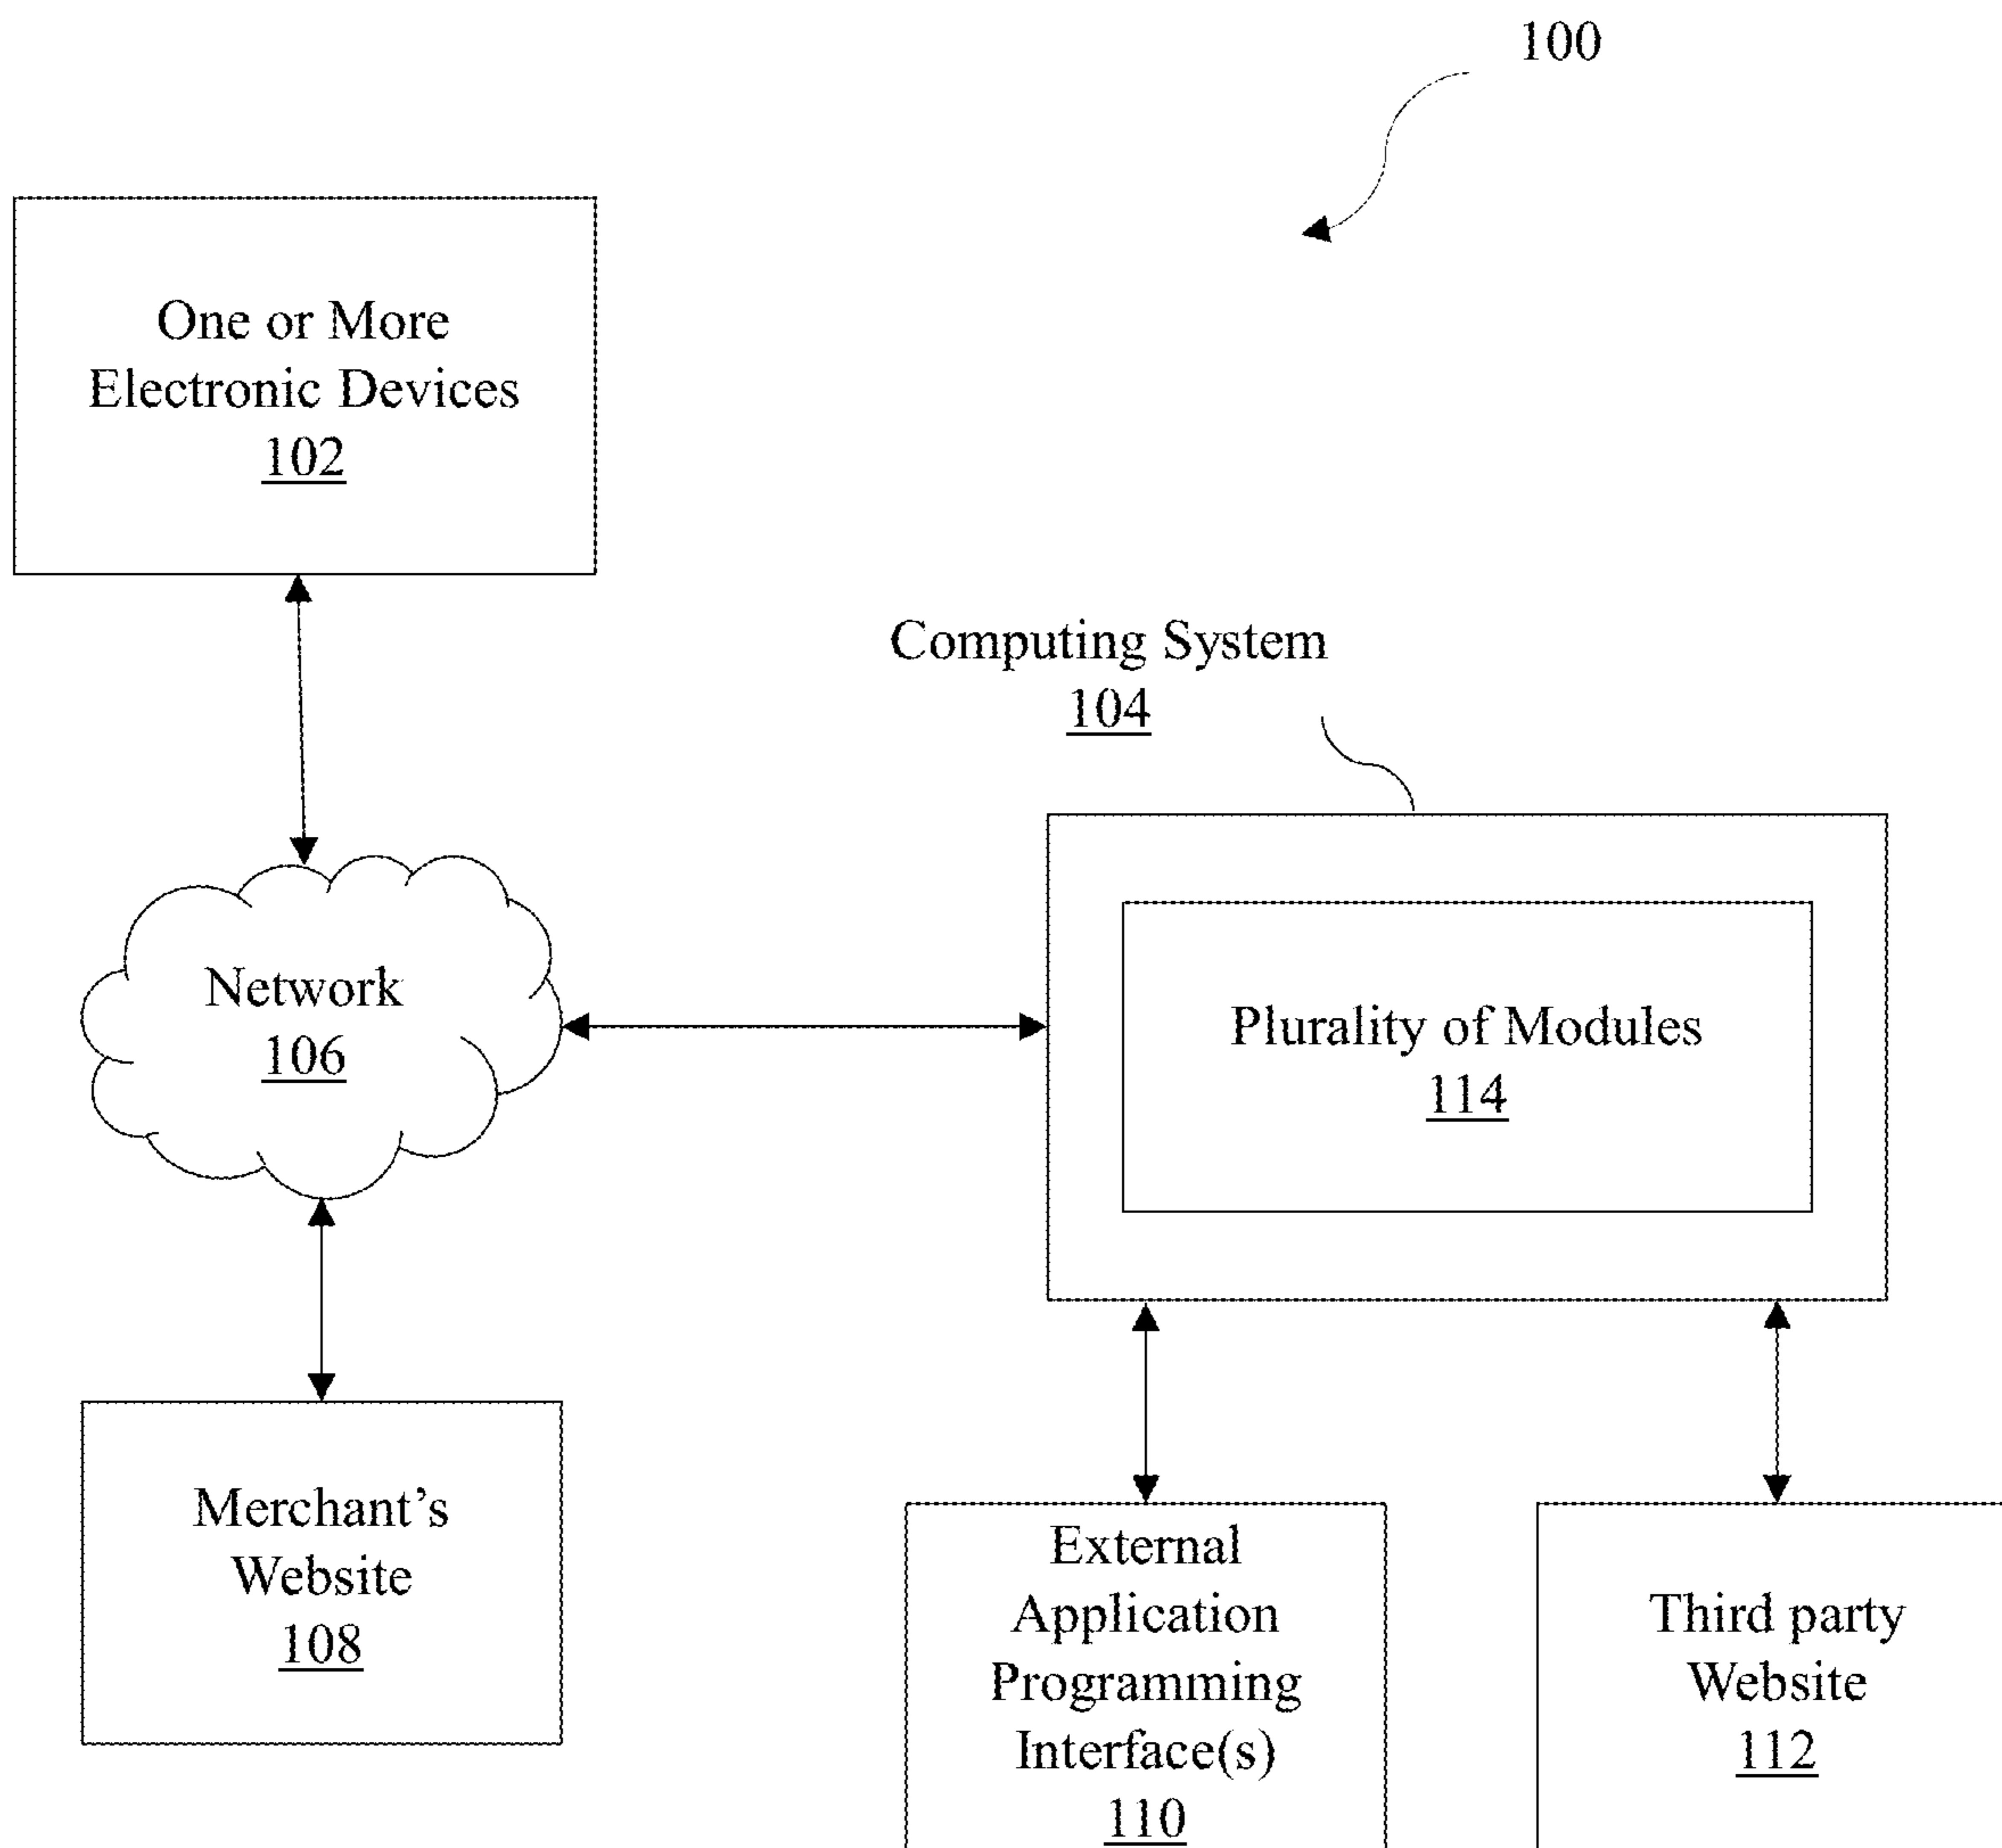 100
One or More
Electronic Devices
102
Computing System
104
Network
106
Plurality of Modules
114
Merchant’s
Website
108
External
Application
Programming
Interface(s)
110
Third party
Website
112